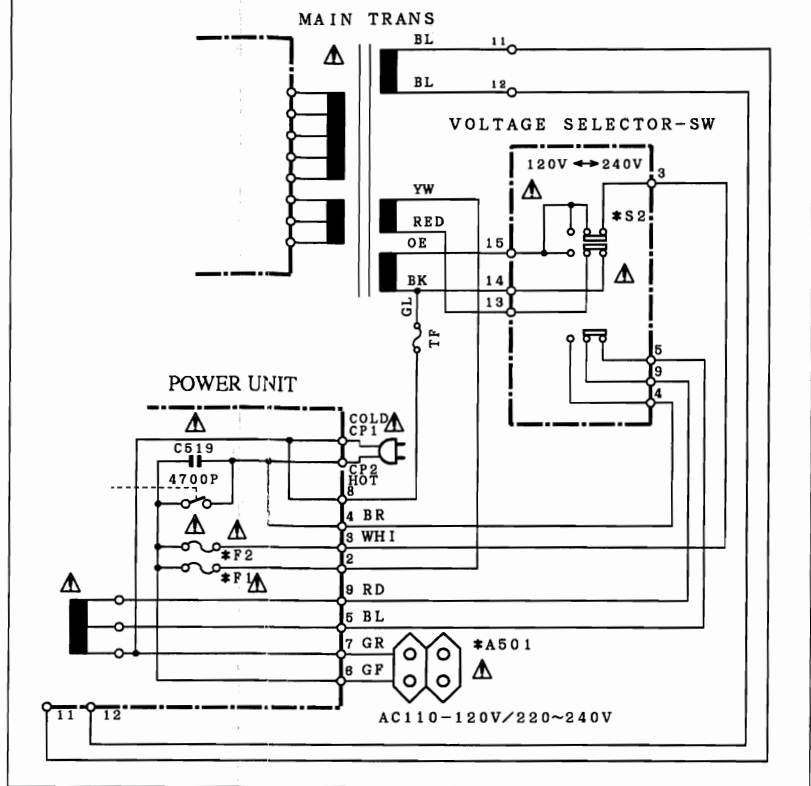 MAIN TRANS
BL 11
BL 12
VOLTAGE SELECTOR-SW
120V ↔ 240V
3
YW
*S2
RED
OE 15
BK 14
13
GL
TF
5
9
4
POWER UNIT
COLD
CP1
C519
4700P
CP2
HOT
8
4 BR
3 WHI
*F2
2
*F1
9 RD
5 BL
7 GR
*A501
6 GF
11 12
AC110-120V/220~240V